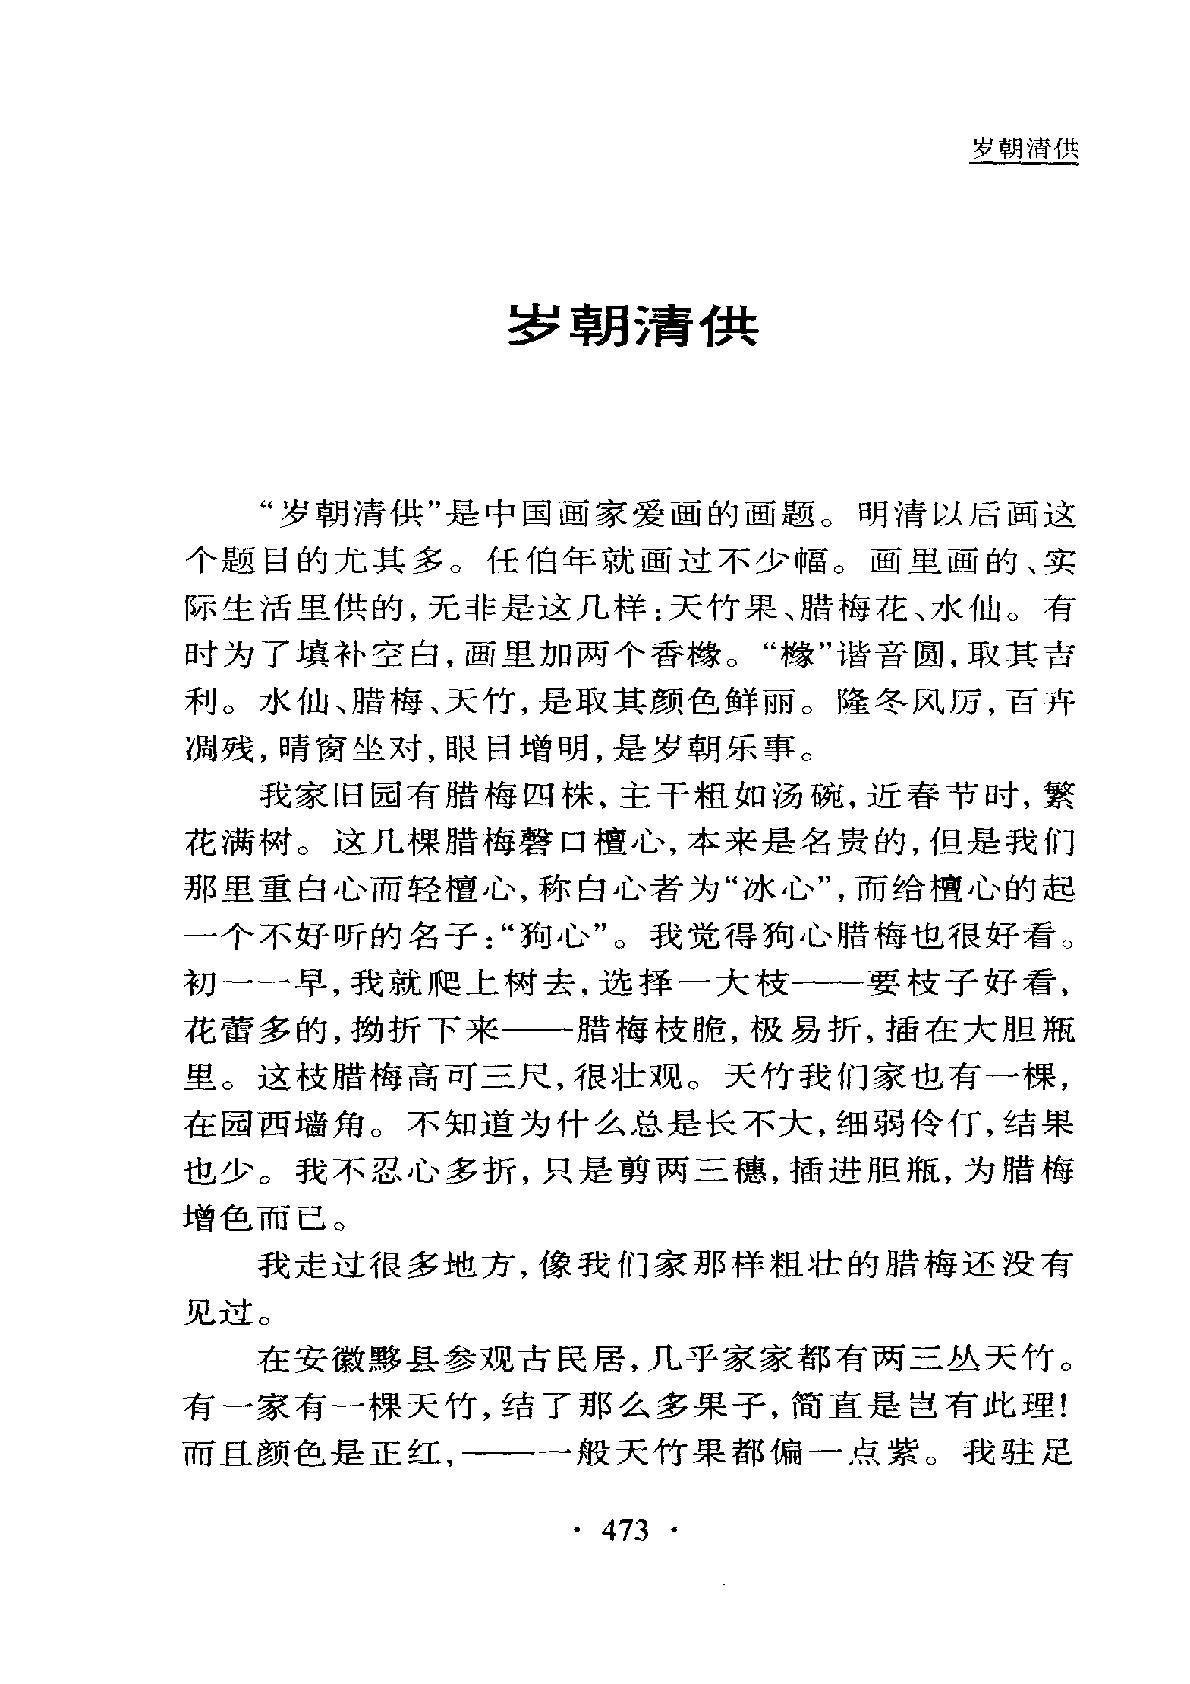 岁朝清供
岁朝清供
“岁朝清供”是中国画家爱画的画题。明清以后画这
个题目的尤其多。任伯年就画过不少幅。画里画的、实
际生活里供的,无非是这几样:天竹果、腊梅花、水仙。有
时为了填补空白,画里加两个香橼。“橼”谐音圆,取其吉
利。水仙、腊梅、天竹,是取其颜色鲜丽。隆冬风厉,百卉
凋残,晴窗坐对,眼目增明,是岁朝乐事。
我家旧园有腊梅四株,主干粗如汤碗,近春节时,繁
花满树。这几棵腊梅磬口檀心,本来是名贵的,但是我们
那里重白心而轻檀心,称白心者为“冰心”,而给檀心的起
一个不好听的名子:“狗心”。我觉得狗心腊梅也很好看。
初一一早,我就爬上树去,选择一大枝——要枝子好看,
花蕾多的,拗折下来——腊梅枝脆,极易折,插在大胆瓶
里。这枝腊梅高可三尺,很壮观。天竹我们家也有一棵,
在园西墙角。不知道为什么总是长不大,细弱伶仃,结果
也少。我不忍心多折,只是剪两三穗,插进胆瓶,为腊梅
增色而已。
我走过很多地方,像我们家那样粗壮的腊梅还没有
见过。
在安徽黟县参观古民居,几乎家家都有两三丛天竹。
有一家有一棵天竹,结了那么多果子,简直是岂有此理!
而且颜色是正红,——一般天竹果都偏一点紫。我驻足
· 473 ·